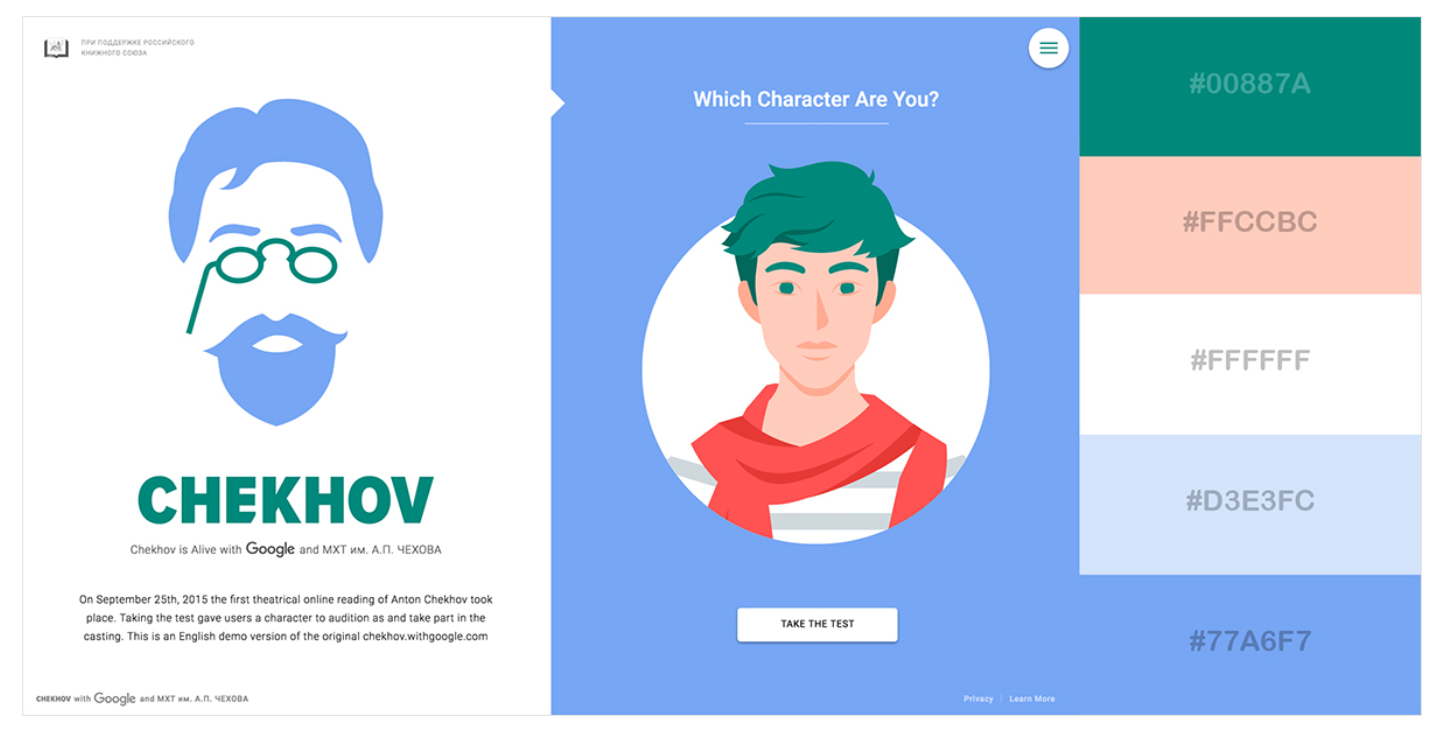 ПРИ ПОДДЕРЖКЕ РОССИЙСКОГО
КНИЖНОГО СОЮЗА
CHEKHOV
Chekhov is Alive with Google and МХТ им. А.П. ЧЕХОВА
On September 25th, 2015 the first theatrical online reading of Anton Chekhov took
place. Taking the test gave users a character to audition as and take part in the
casting. This is an English demo version of the original chekhov.withgoogle.com
CHEKHOV with Google and МХТ им. А.П. ЧЕХОВА
Which Character Are You?
TAKE THE TEST
Privacy | Learn More
#00887A
#FFCCBC
#FFFFFF
#D3E3FC
#77A6F7